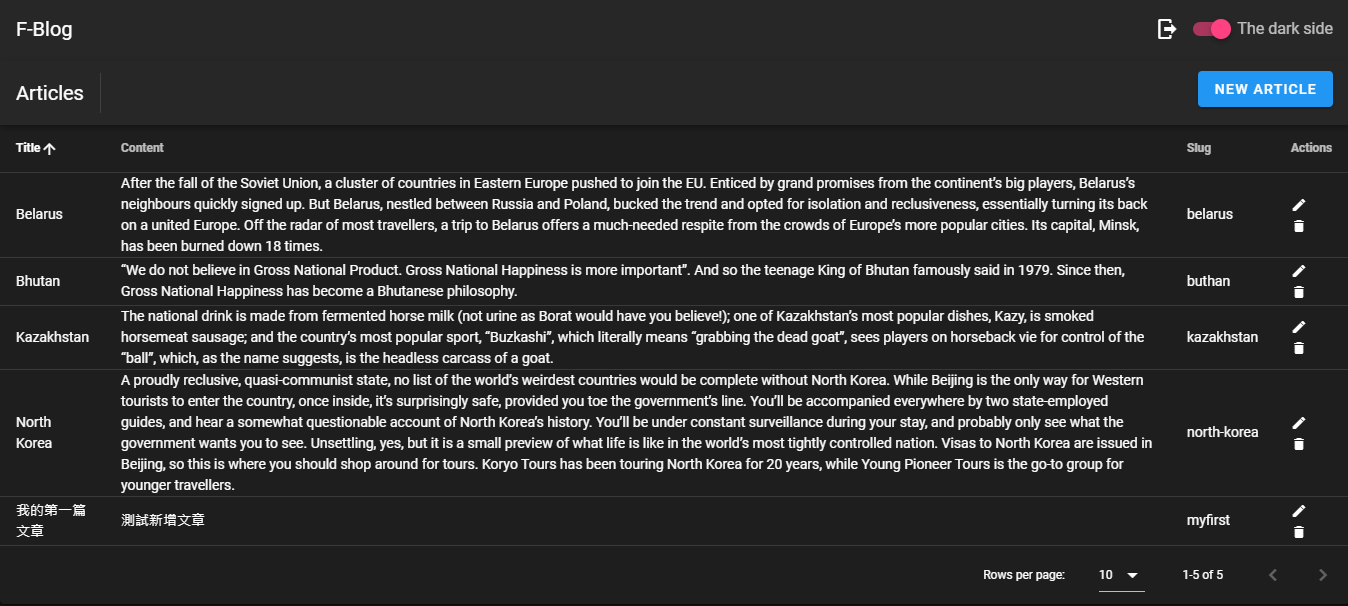 F-Blog
The dark side
Articles
NEW ARTICLE
Title
Content
Slug
Actions
Belarus
After the fall of the Soviet Union, a cluster of countries in Eastern Europe pushed to join the EU. Enticed by grand promises from the continent’s big players, Belarus’s
neighbours quickly signed up. But Belarus, nestled between Russia and Poland, bucked the trend and opted for isolation and reclusiveness, essentially turning its back
on a united Europe. Off the radar of most travellers, a trip to Belarus offers a much-needed respite from the crowds of Europe’s more popular cities. Its capital, Minsk,
has been burned down 18 times.
belarus
Bhutan
“We do not believe in Gross National Product. Gross National Happiness is more important”. And so the teenage King of Bhutan famously said in 1979. Since then,
Gross National Happiness has become a Bhutanese philosophy.
buthan
Kazakhstan
The national drink is made from fermented horse milk (not urine as Borat would have you believe!); one of Kazakhstan’s most popular dishes, Kazy, is smoked
horsemeat sausage; and the country’s most popular sport, “Buzkashi”, which literally means “grabbing the dead goat”, sees players on horseback vie for control of the
“ball”, which, as the name suggests, is the headless carcass of a goat.
kazakhstan
North
Korea
A proudly reclusive, quasi-communist state, no list of the world’s weirdest countries would be complete without North Korea. While Beijing is the only way for Western
tourists to enter the country, once inside, it’s surprisingly safe, provided you toe the government’s line. You’ll be accompanied everywhere by two state-employed
guides, and hear a somewhat questionable account of North Korea’s history. You’ll be under constant surveillance during your stay, and probably only see what the
government wants you to see. Unsettling, yes, but it is a small preview of what life is like in the world’s most tightly controlled nation. Visas to North Korea are issued in
Beijing, so this is where you should shop around for tours. Koryo Tours has been touring North Korea for 20 years, while Young Pioneer Tours is the go-to group for
younger travellers.
north-korea
我的第一篇
文章
測試新增文章
myfirst
Rows per page:
10
1-5 of 5